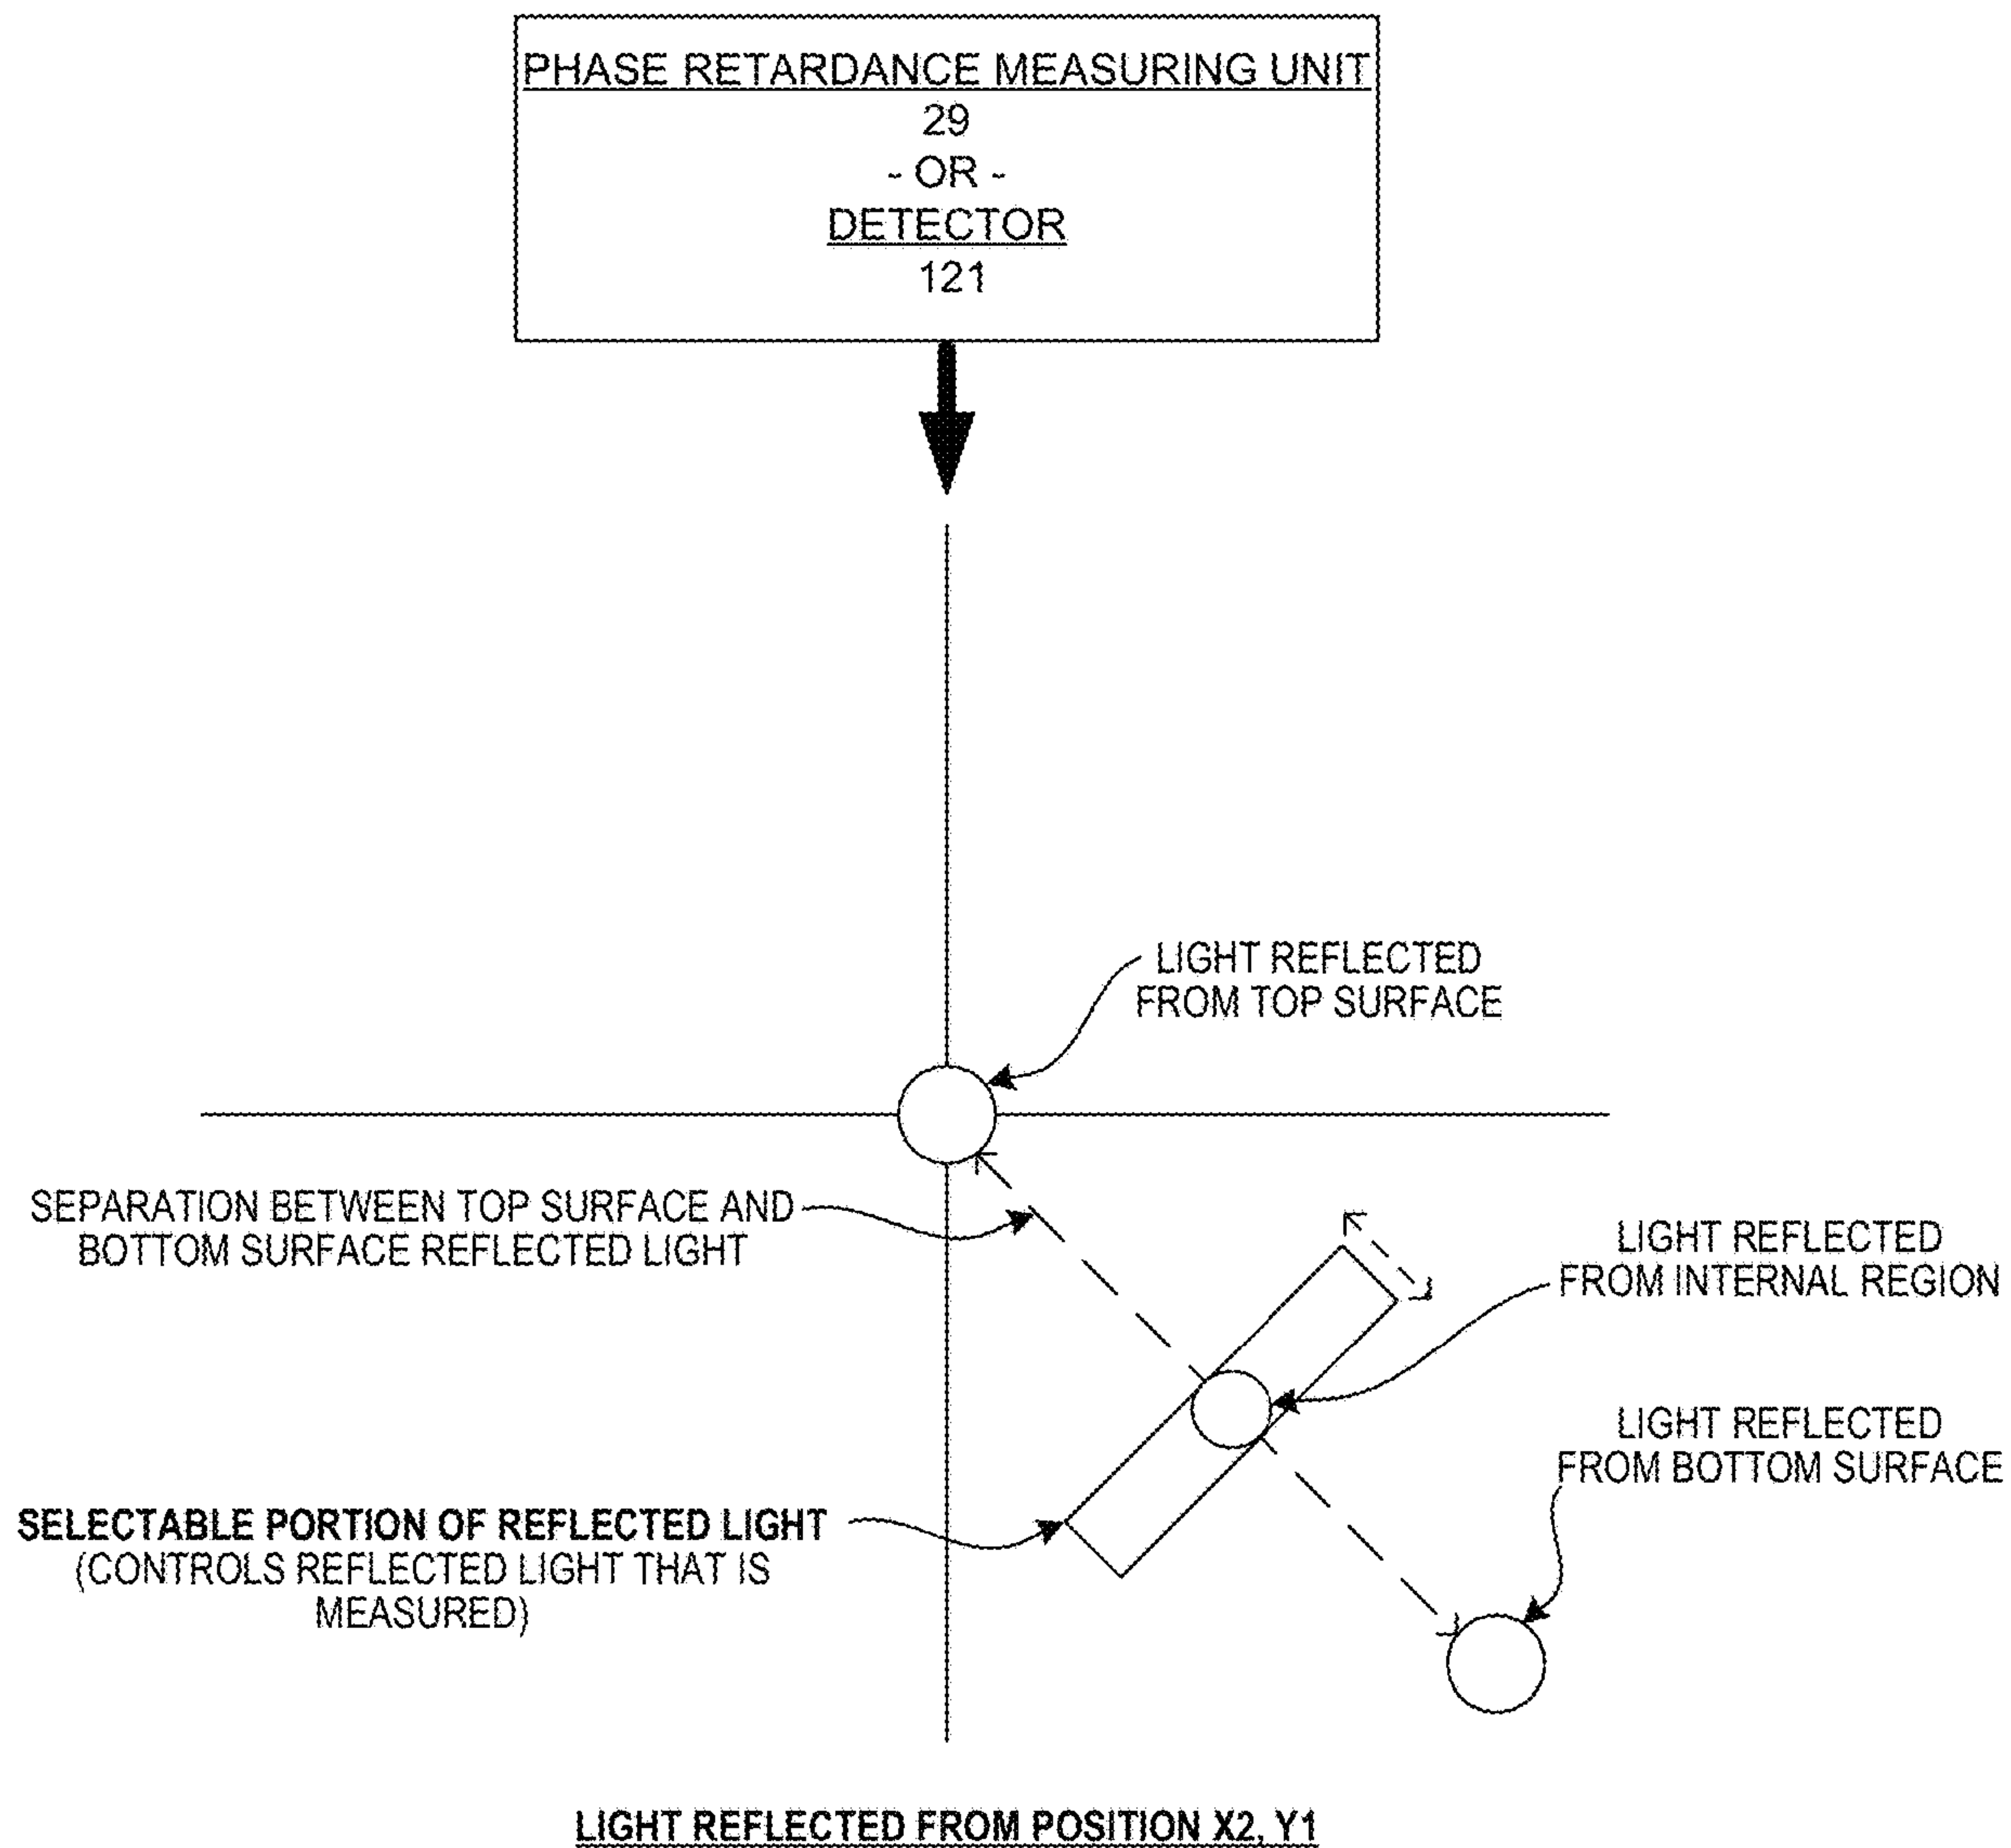 PHASE RETARDANCE MEASURING UNIT
29
- OR -
DETECTOR
121
LIGHT REFLECTED
FROM TOP SURFACE
SEPARATION BETWEEN TOP SURFACE AND
BOTTOM SURFACE REFLECTED LIGHT
LIGHT REFLECTED
FROM INTERNAL REGION
LIGHT REFLECTED
FROM BOTTOM SURFACE
SELECTABLE PORTION OF REFLECTED LIGHT
(CONTROLS REFLECTED LIGHT THAT IS
MEASURED)
LIGHT REFLECTED FROM POSITION X2, Y1